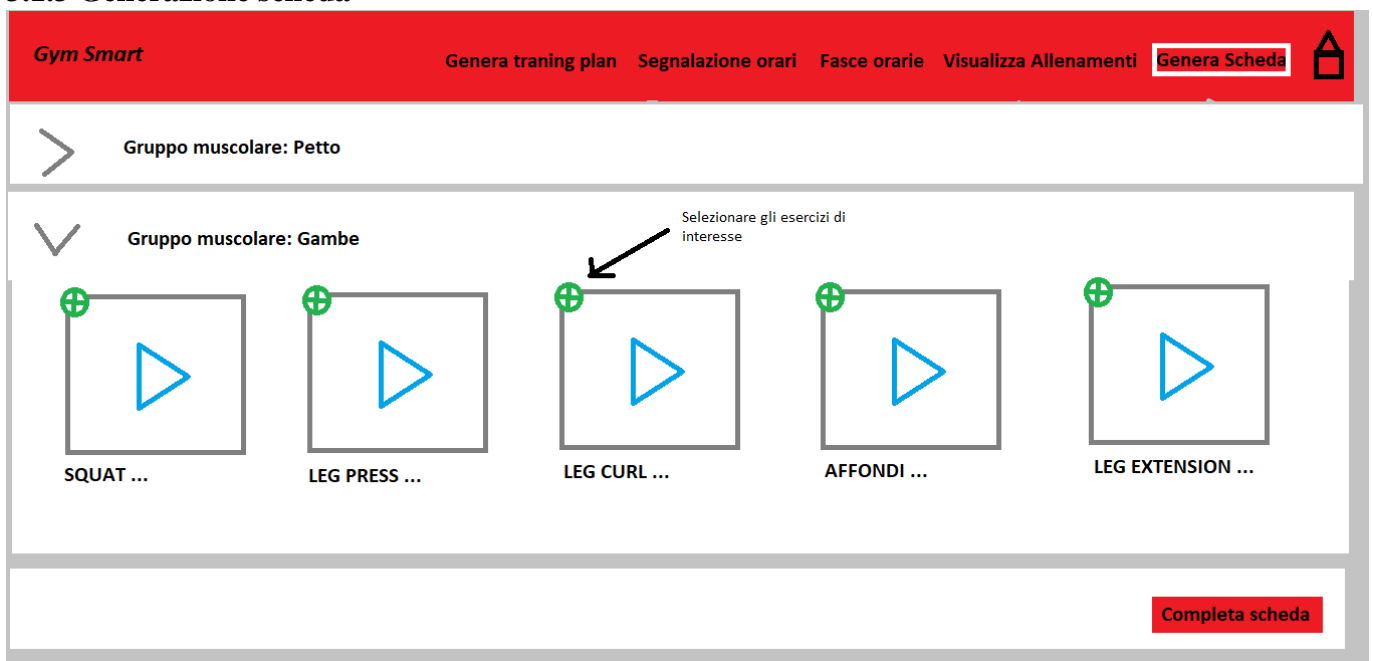 Gym Smart
Genera traning plan Segnalazione orari Fasce orarie Visualizza Allenamenti Genera Scheda
Gruppo muscolare: Petto
Gruppo muscolare: Gambe
Selezionare gli esercizi di
interesse
SQUAT ...
LEG PRESS ...
LEG CURL ...
AFFONDI ...
LEG EXTENSION ...
Completa scheda